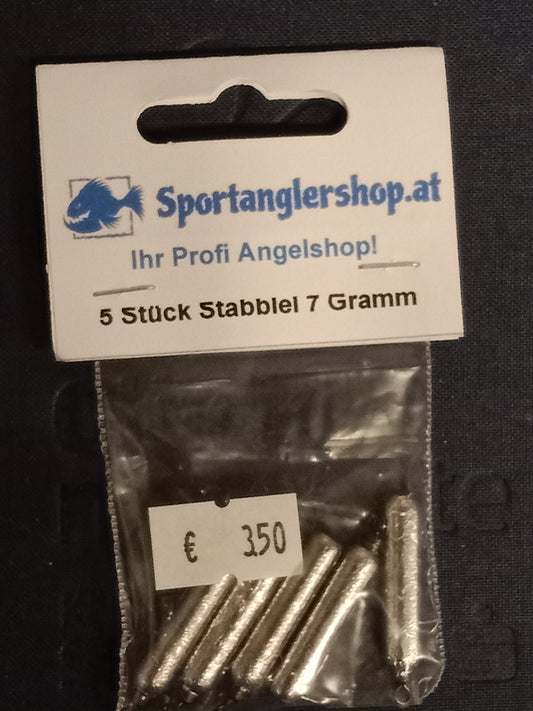 Sportanglershop.at
Ihr Profi Angelshop!
5 Stück Stabblei 7 Gramm
€ 350